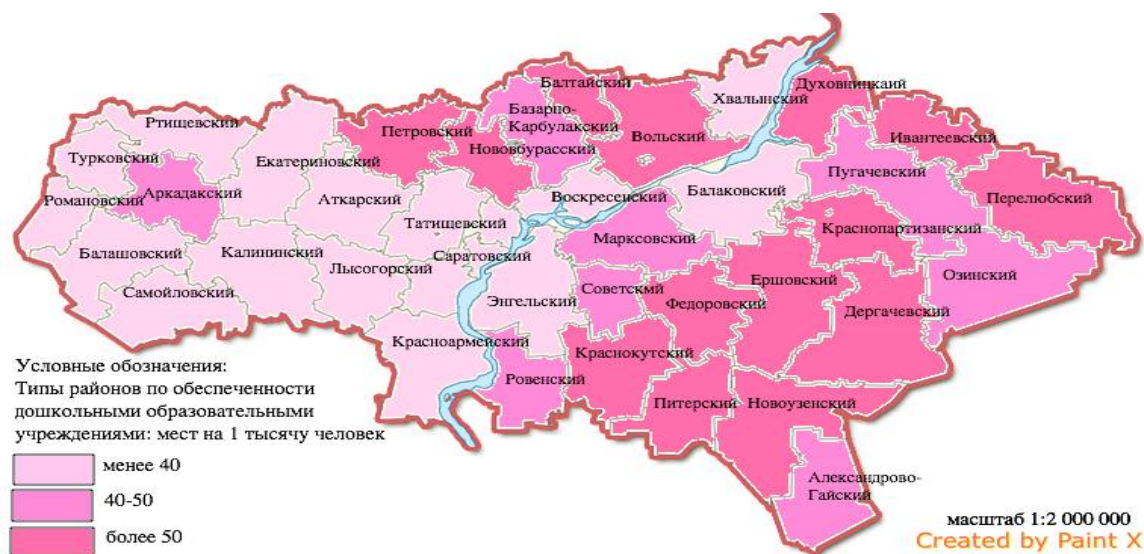 Балтайский
Духовницкаий
Хвалынский
Базарно-
Карбулакский
Ртищевский
Петровский
Вольский
Ивантеевский
Турковский
Екатериновский
Нововбурасский
Пугачевский
Аркадакский
Романовский
Аткарский
Воскресенский
Балаковский
Перелюбский
Татищевский
Краснопартизанский
Марксовский
Балашовский
Калининский
Лысогорский
Саратовский
Озинский
Самойловский
Энгельский
Советскмй
Федоровский
Ершовский
Дергачевский
Красноармейский
Краснокутский
Ровенский
Питерский
Новоузенский
Александрово-
Гайский
Условные обозначения:
Типы районов по обеспеченности
дошкольными образовательными
учреждениями: мест на 1 тысячу человек
менее 40
40-50
более 50
масштаб 1:2 000 000
Created by Paint X